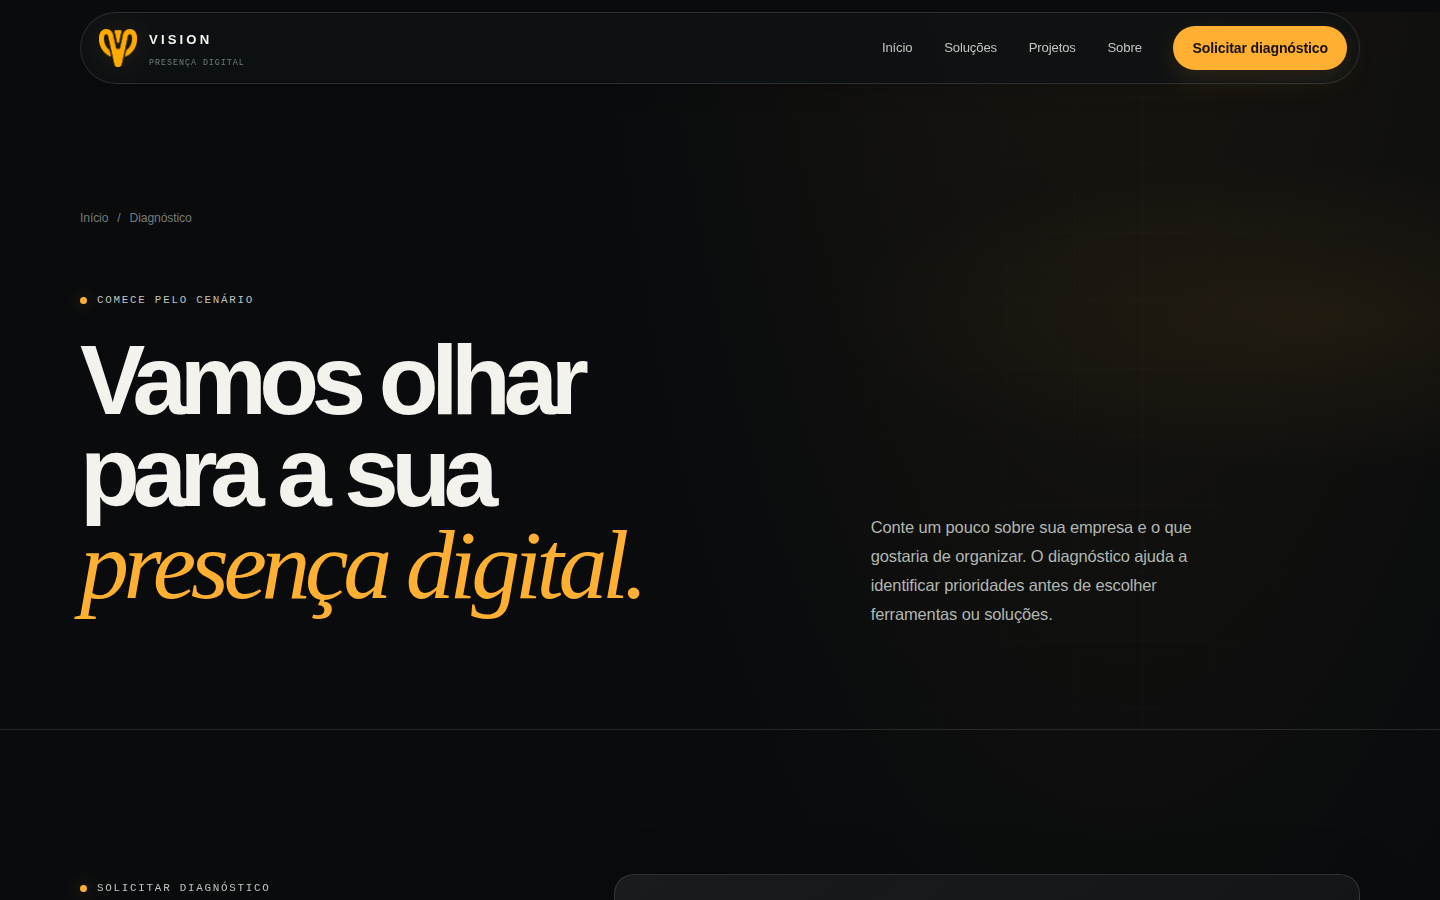 VISION
PRESENÇA DIGITAL
Início
Soluções
Projetos
Sobre
Solicitar diagnóstico
Início / Diagnóstico
COMECE PELO CENÁRIO
Vamos olhar
para a sua
presença digital.
Conte um pouco sobre sua empresa e o que
gostaria de organizar. O diagnóstico ajuda a
identificar prioridades antes de escolher
ferramentas ou soluções.
SOLICITAR DIAGNÓSTICO